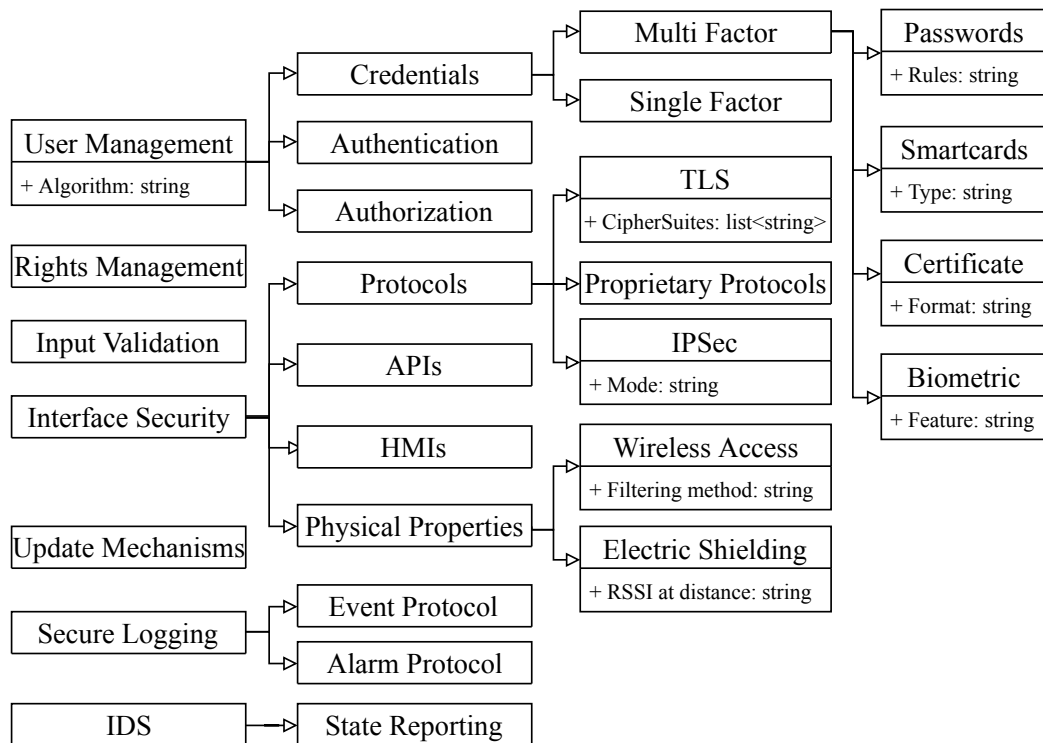 User Management
+ Algorithm: string
Rights Management
Input Validation
Interface Security
Update Mechanisms
Secure Logging
IDS
Credentials
Authentication
Authorization
Protocols
APIs
HMIs
Physical Properties
Event Protocol
Alarm Protocol
State Reporting
Multi Factor
Single Factor
TLS
+ CipherSuites: list<string>
Proprietary Protocols
IPSec
+ Mode: string
Wireless Access
+ Filtering method: string
Electric Shielding
+ RSSI at distance: string
Passwords
+ Rules: string
Smartcards
+ Type: string
Certificate
+ Format: string
Biometric
+ Feature: string